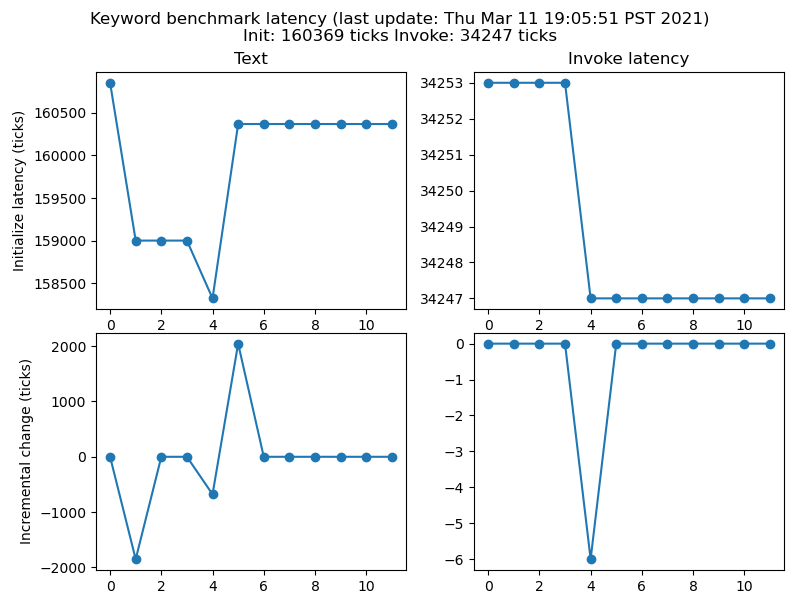 Keyword benchmark latency (last update: Thu Mar 11 19:05:51 PST 2021)
Init: 160369 ticks Invoke: 34247 ticks
Text
Initialize latency (ticks)
160500
160000
159500
159000
158500
0 2 4 6 8 10
Invoke latency
34253
34252
34251
34250
34249
34248
34247
0 2 4 6 8 10
Incremental change (ticks)
2000
1000
0
−1000
−2000
0 2 4 6 8 10
0
−1
−2
−3
−4
−5
−6
0 2 4 6 8 10